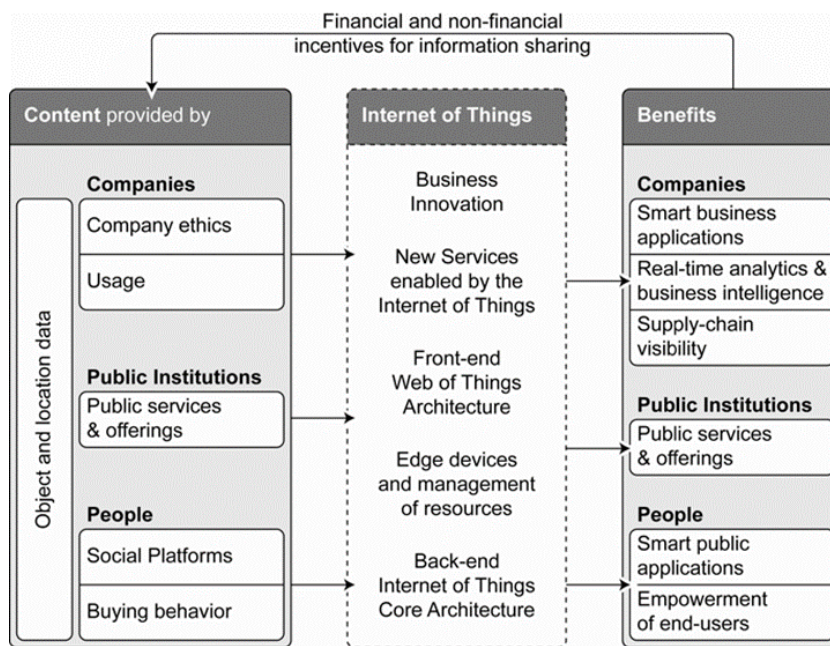 Financial and non-financial
incentives for information sharing
Content provided by
Object and location data
Companies
Company ethics
Usage
Public Institutions
Public services
& offerings
People
Social Platforms
Buying behavior
Internet of Things
Business
Innovation
New Services
enabled by the
Internet of Things
Front-end
Web of Things
Architecture
Edge devices
and management
of resources
Back-end
Internet of Things
Core Architecture
Benefits
Companies
Smart business
applications
Real-time analytics &
business intelligence
Supply-chain
visibility
Public Institutions
Public services
& offerings
People
Smart public
applications
Empowerment
of end-users